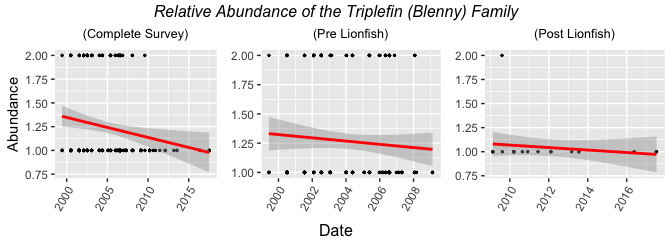 Relative Abundance of the Triplefin (Blenny) Family
(Complete Survey) (Pre Lionfish) (Post Lionfish)
Abundance
2.00
1.75
1.50
1.25
1.00
0.75
2000 2005 2010 2015
2.00
1.75
1.50
1.25
1.00
2000 2002 2004 2006 2008
2.00
1.75
1.50
1.25
1.00
0.75
2010 2012 2014 2016
Date